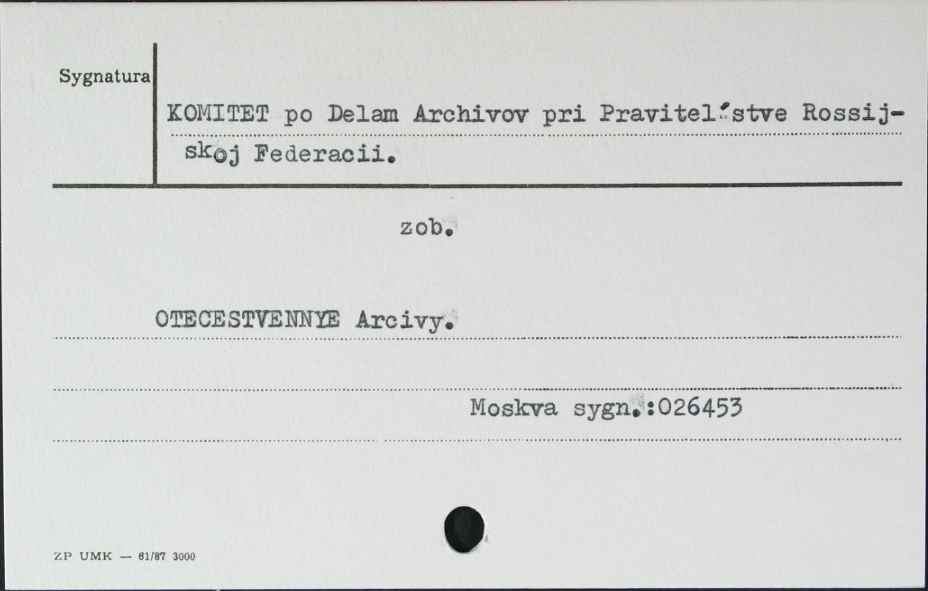 Sygnatura
KOMITET po Delam Archivov pri Pravitel´stve Rossij-
skoj Federacii.
zob.
OTECESTVENNYE Arcivy.
Moskva sygn.:026453
ZP UMK — 61/87 3000